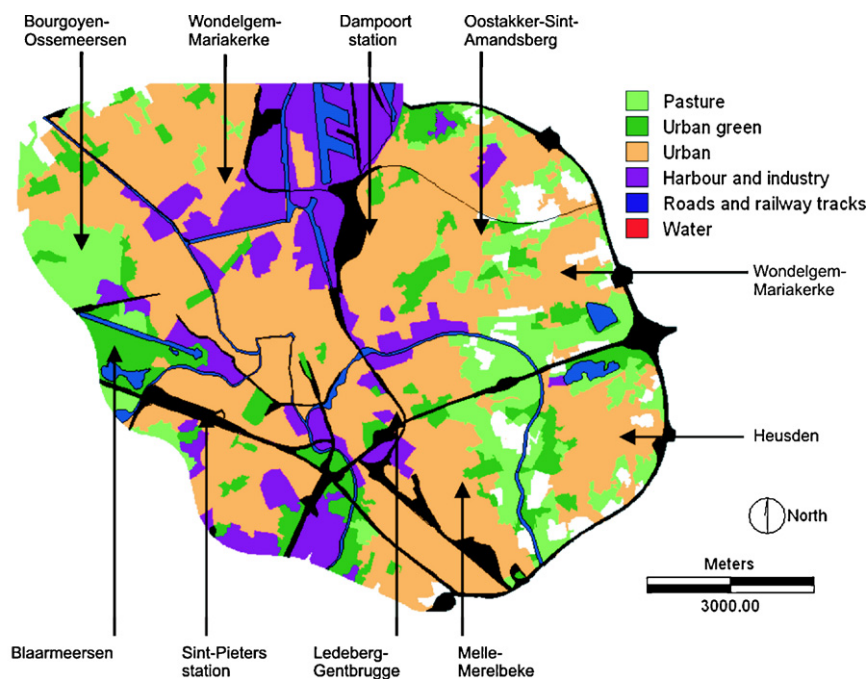 Bourgoyen-
Ossemeersen
Wondelgem-
Mariakerke
Dampoort
station
Oostakker-Sint-
Amandsberg
Pasture
Urban green
Urban
Harbour and industry
Roads and railway tracks
Water
Wondelgem-
Mariakerke
Heusden
North
Meters
3000.00
Blaarmeersen
Sint-Pieters
station
Ledeberg-
Gentbrugge
Melle-
Merelbeke